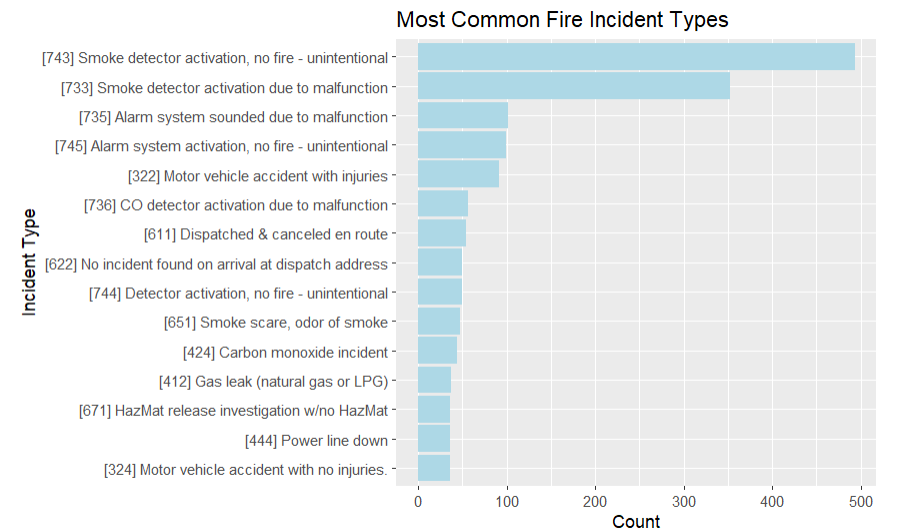 Most Common Fire Incident Types
Incident Type
[743] Smoke detector activation, no fire - unintentional
[733] Smoke detector activation due to malfunction
[735] Alarm system sounded due to malfunction
[745] Alarm system activation, no fire - unintentional
[322] Motor vehicle accident with injuries
[736] CO detector activation due to malfunction
[611] Dispatched & canceled en route
[622] No incident found on arrival at dispatch address
[744] Detector activation, no fire - unintentional
[651] Smoke scare, odor of smoke
[424] Carbon monoxide incident
[412] Gas leak (natural gas or LPG)
[671] HazMat release investigation w/no HazMat
[444] Power line down
[324] Motor vehicle accident with no injuries.
0 100 200 300 400 500
Count